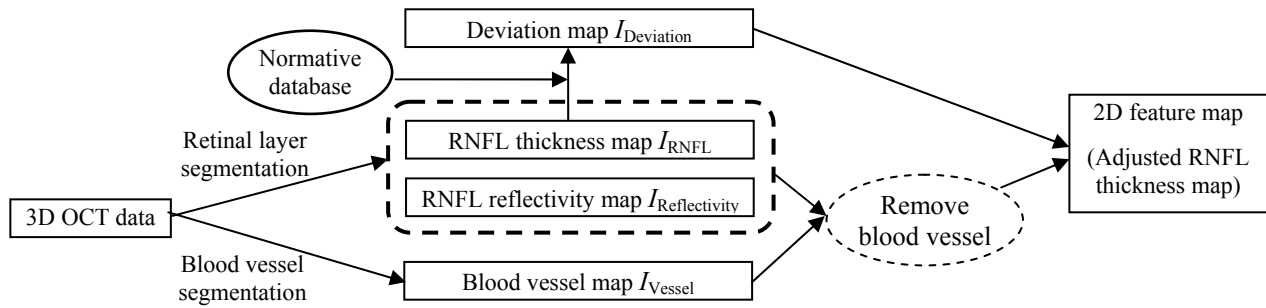 Deviation map I_Deviation
Normative
database
2D feature map
(Adjusted RNFL
thickness map)
Retinal layer
segmentation
RNFL thickness map I_RNFL
RNFL reflectivity map I_Reflectivity
3D OCT data
Remove
blood vessel
Blood vessel
segmentation
Blood vessel map I_Vessel